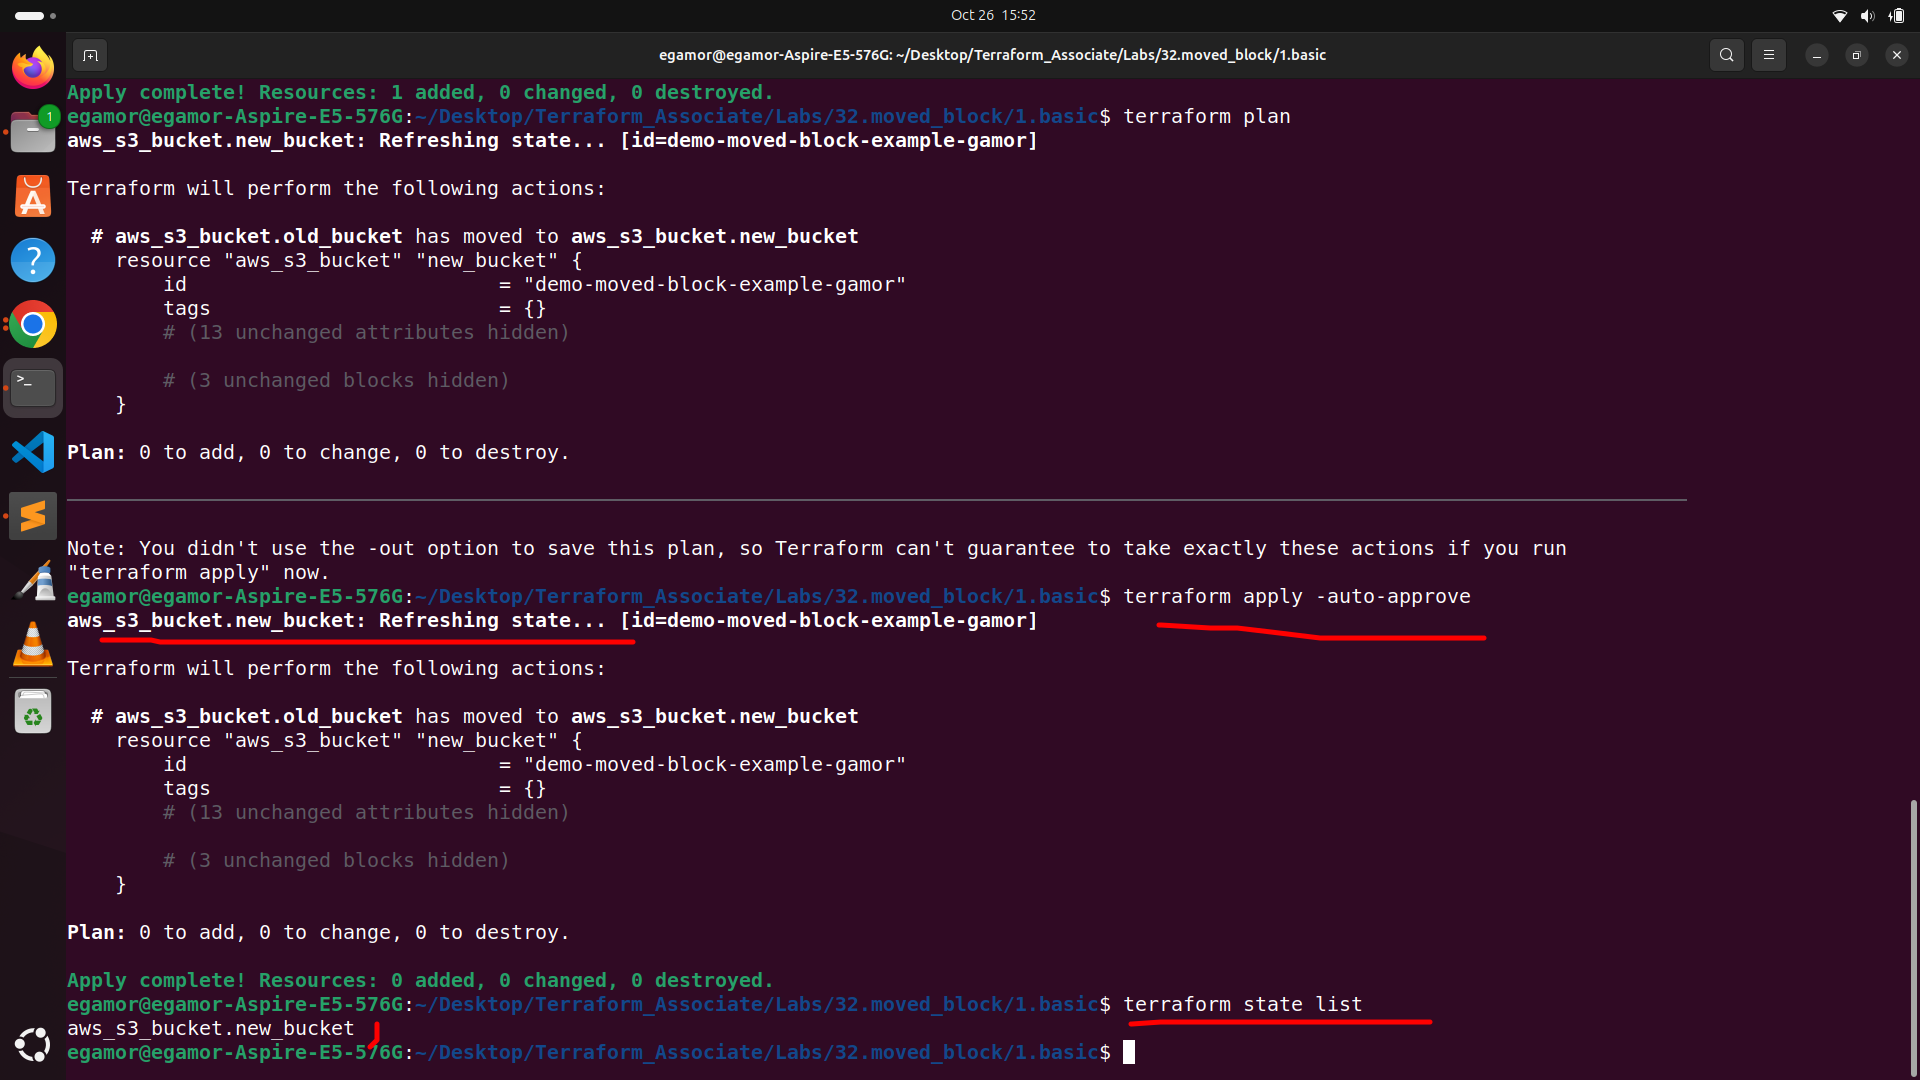 Oct 26 15:52
egamor@egamor-Aspire-E5-576G: ~/Desktop/Terraform_Associate/Labs/32.moved_block/1.basic
1
Apply complete! Resources: 1 added, 0 changed, 0 destroyed.
egamor@egamor-Aspire-E5-576G:~/Desktop/Terraform_Associate/Labs/32.moved_block/1.basic$ terraform plan
aws_s3_bucket.new_bucket: Refreshing state... [id=demo-moved-block-example-gamor]
Terraform will perform the following actions:
# aws_s3_bucket.old_bucket has moved to aws_s3_bucket.new_bucket
resource "aws_s3_bucket" "new_bucket" {
id = "demo-moved-block-example-gamor"
tags = {}
# (13 unchanged attributes hidden)
# (3 unchanged blocks hidden)
}
Plan: 0 to add, 0 to change, 0 to destroy.
Note: You didn't use the -out option to save this plan, so Terraform can't guarantee to take exactly these actions if you run
"terraform apply" now.
egamor@egamor-Aspire-E5-576G:~/Desktop/Terraform_Associate/Labs/32.moved_block/1.basic$ terraform apply -auto-approve
aws_s3_bucket.new_bucket: Refreshing state... [id=demo-moved-block-example-gamor]
Terraform will perform the following actions:
# aws_s3_bucket.old_bucket has moved to aws_s3_bucket.new_bucket
resource "aws_s3_bucket" "new_bucket" {
id = "demo-moved-block-example-gamor"
tags = {}
# (13 unchanged attributes hidden)
# (3 unchanged blocks hidden)
}
Plan: 0 to add, 0 to change, 0 to destroy.
Apply complete! Resources: 0 added, 0 changed, 0 destroyed.
egamor@egamor-Aspire-E5-576G:~/Desktop/Terraform_Associate/Labs/32.moved_block/1.basic$ terraform state list
aws_s3_bucket.new_bucket
egamor@egamor-Aspire-E5-576G:~/Desktop/Terraform_Associate/Labs/32.moved_block/1.basic$